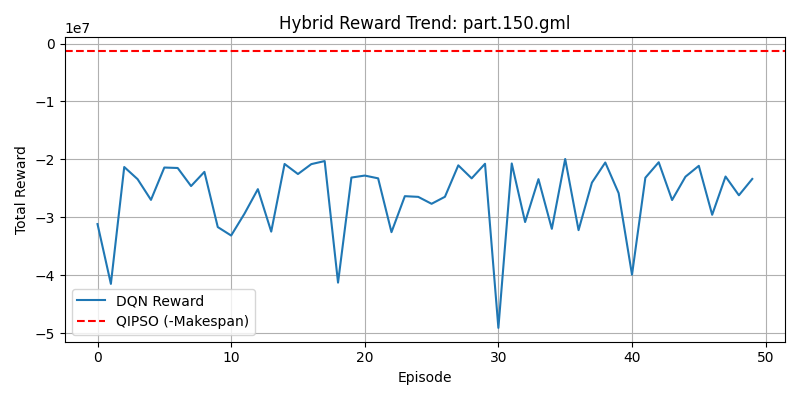 Hybrid Reward Trend: part.150.gml
1e7
0
−1
−2
−3
−4
−5
Total Reward
DQN Reward
QIPSO (-Makespan)
0 10 20 30 40 50
Episode